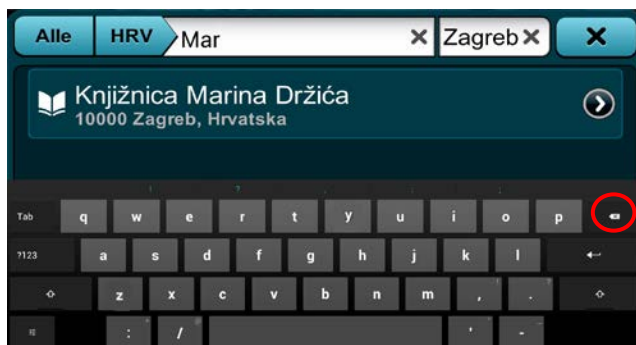 Alle HRV Mar × Zagreb ×
Knjižnica Marina Držića
10000 Zagreb, Hrvatska
Tab q w e r t y u i o p
?123 a s d f g h j k l
z x c v b n m , .
: / ' -